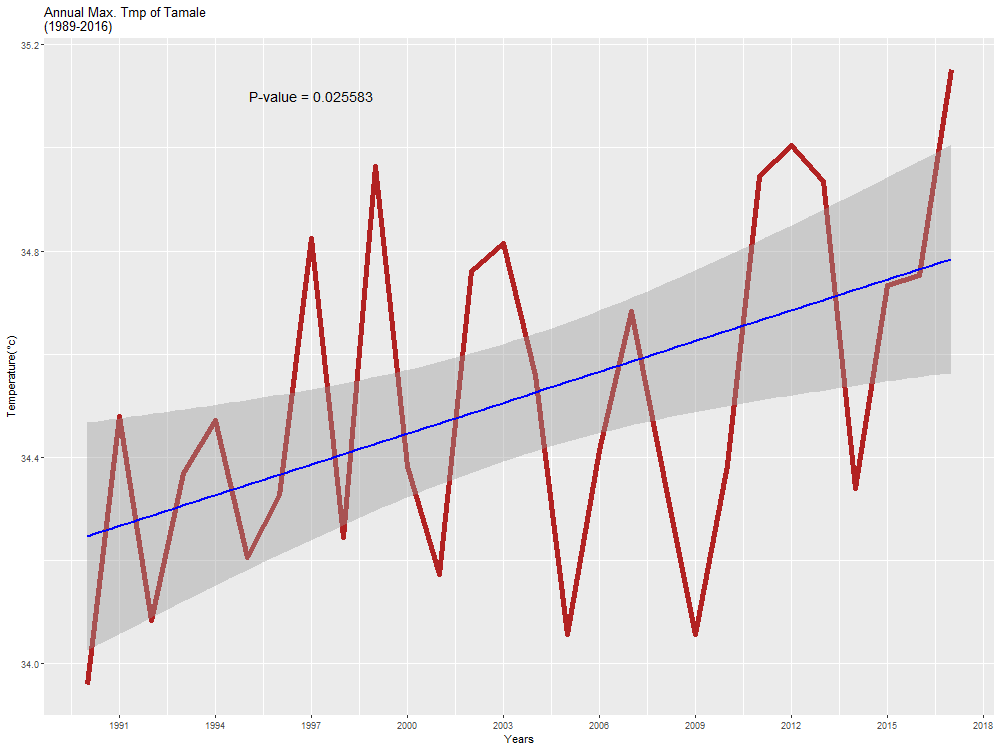 Annual Max. Tmp of Tamale
(1989-2016)
35.2
P-value = 0.025583
34.8
34.4
34.0
Temperature(°c)
1991 1994 1997 2000 2003 2006 2009 2012 2015 2018
Years